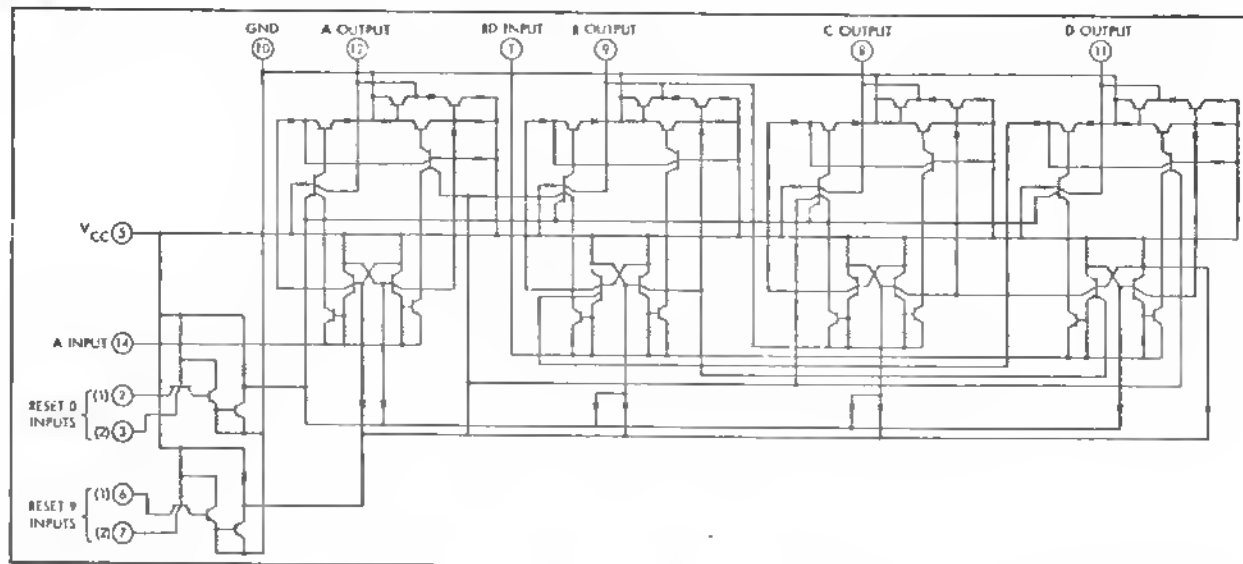 GND A OUTPUT BD INPUT B OUTPUT C OUTPUT D OUTPUT
10 12 1 9 8 11
VCC 5
A INPUT 14
RESET 0 INPUTS (1) 2
(2) 3
RESET 9 INPUTS (1) 6
(2) 7